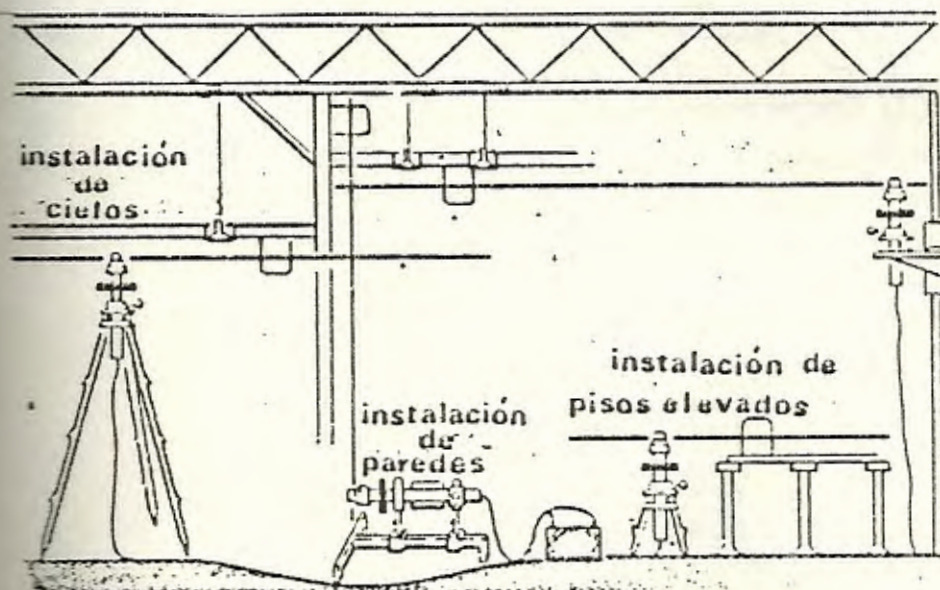 instalación
de
cielos
instalación
de
paredes
instalación de
pisos elevados